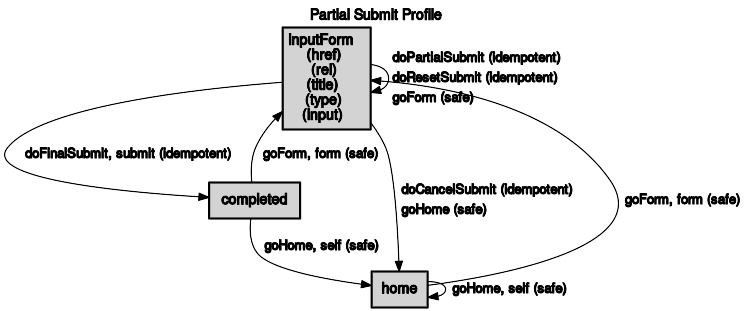 Partial Submit Profile
inputForm
(href)
(rel)
(title)
(type)
(input)
doPartialSubmit (idempotent)
doResetSubmit (idempotent)
goForm (safe)
doFinalSubmit, submit (idempotent)
goForm, form (safe)
completed
doCancelSubmit (idempotent)
goHome (safe)
goForm, form (safe)
goHome, self (safe)
home
goHome, self (safe)